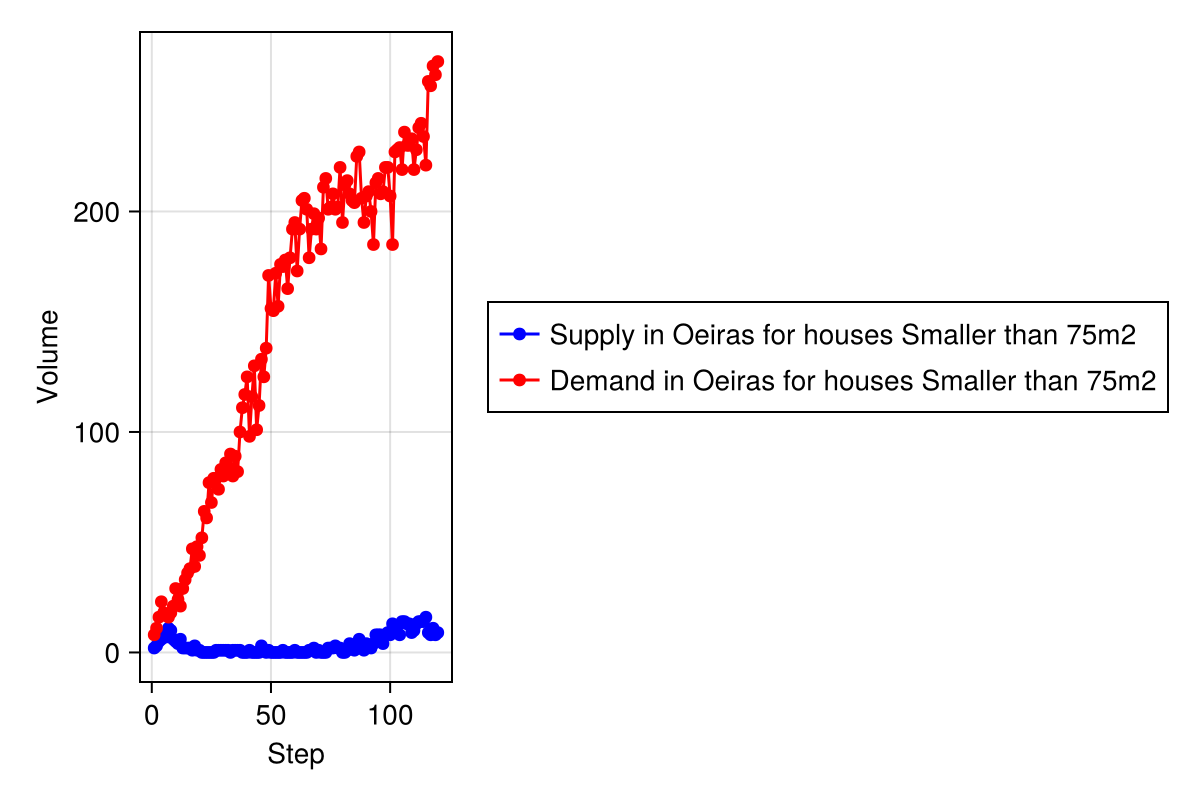 Volume
200
100
0
0
50
100
Step
Supply in Oeiras for houses Smaller than 75m2
Demand in Oeiras for houses Smaller than 75m2